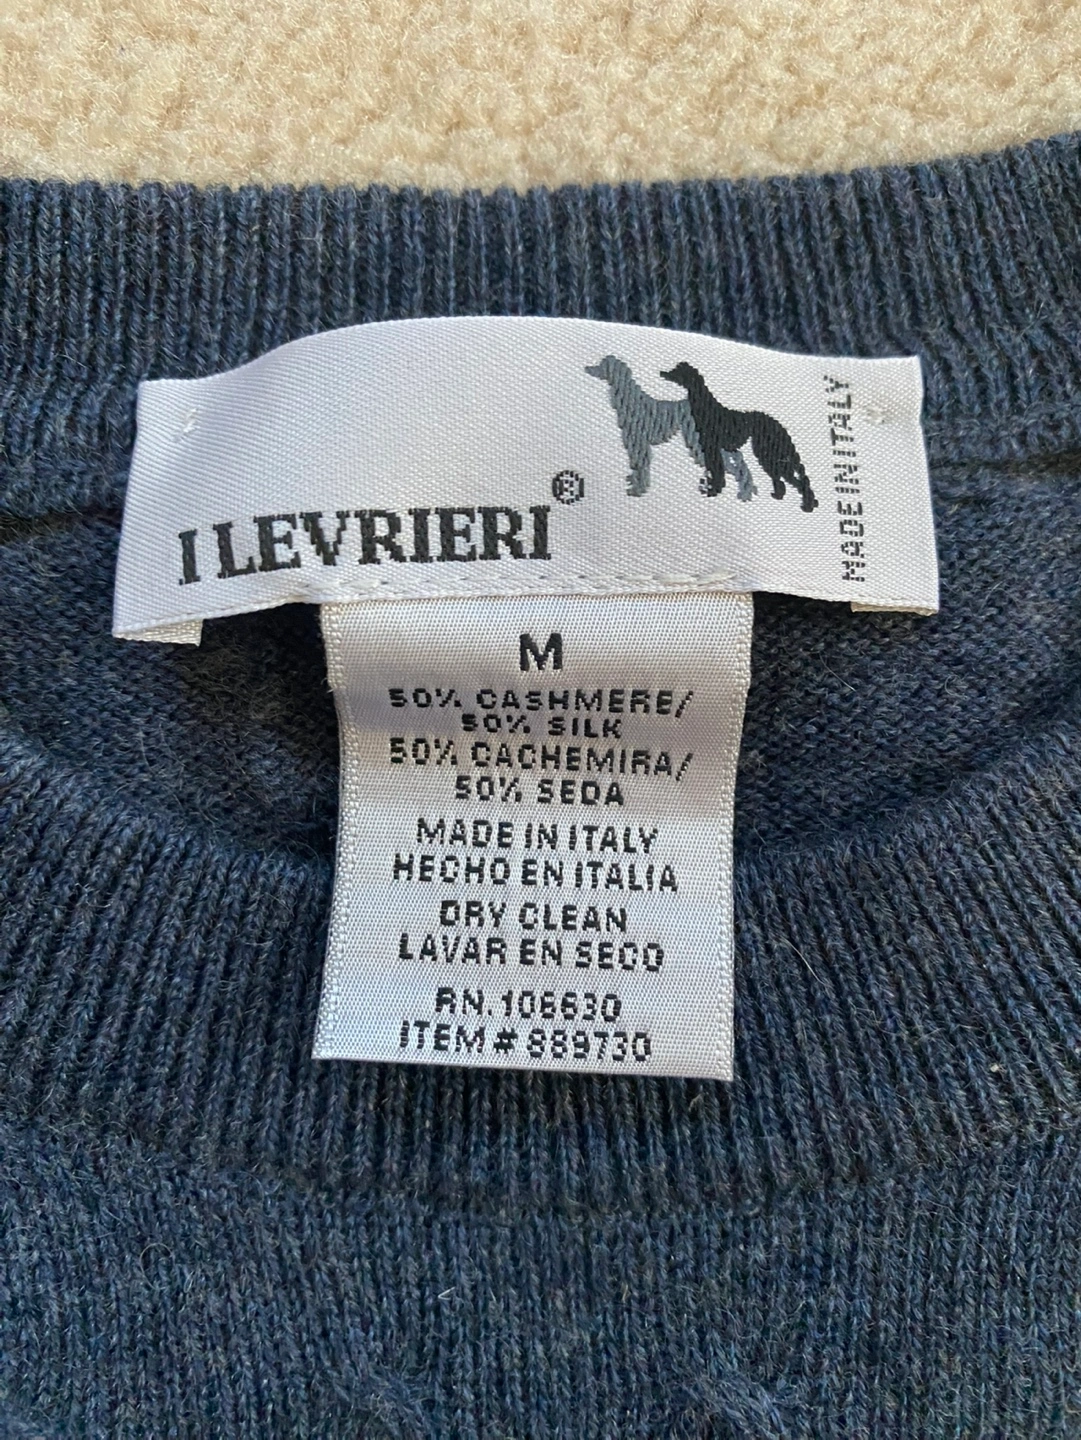 I LEVRIERI®
MADE IN ITALY
M
50% CASHMERE/
50% SILK
50% CACHEMIRA/
50% SEDA
MADE IN ITALY
HECHO EN ITALIA
DRY CLEAN
LAVAR EN SECO
RN. 106630
ITEM # 889730